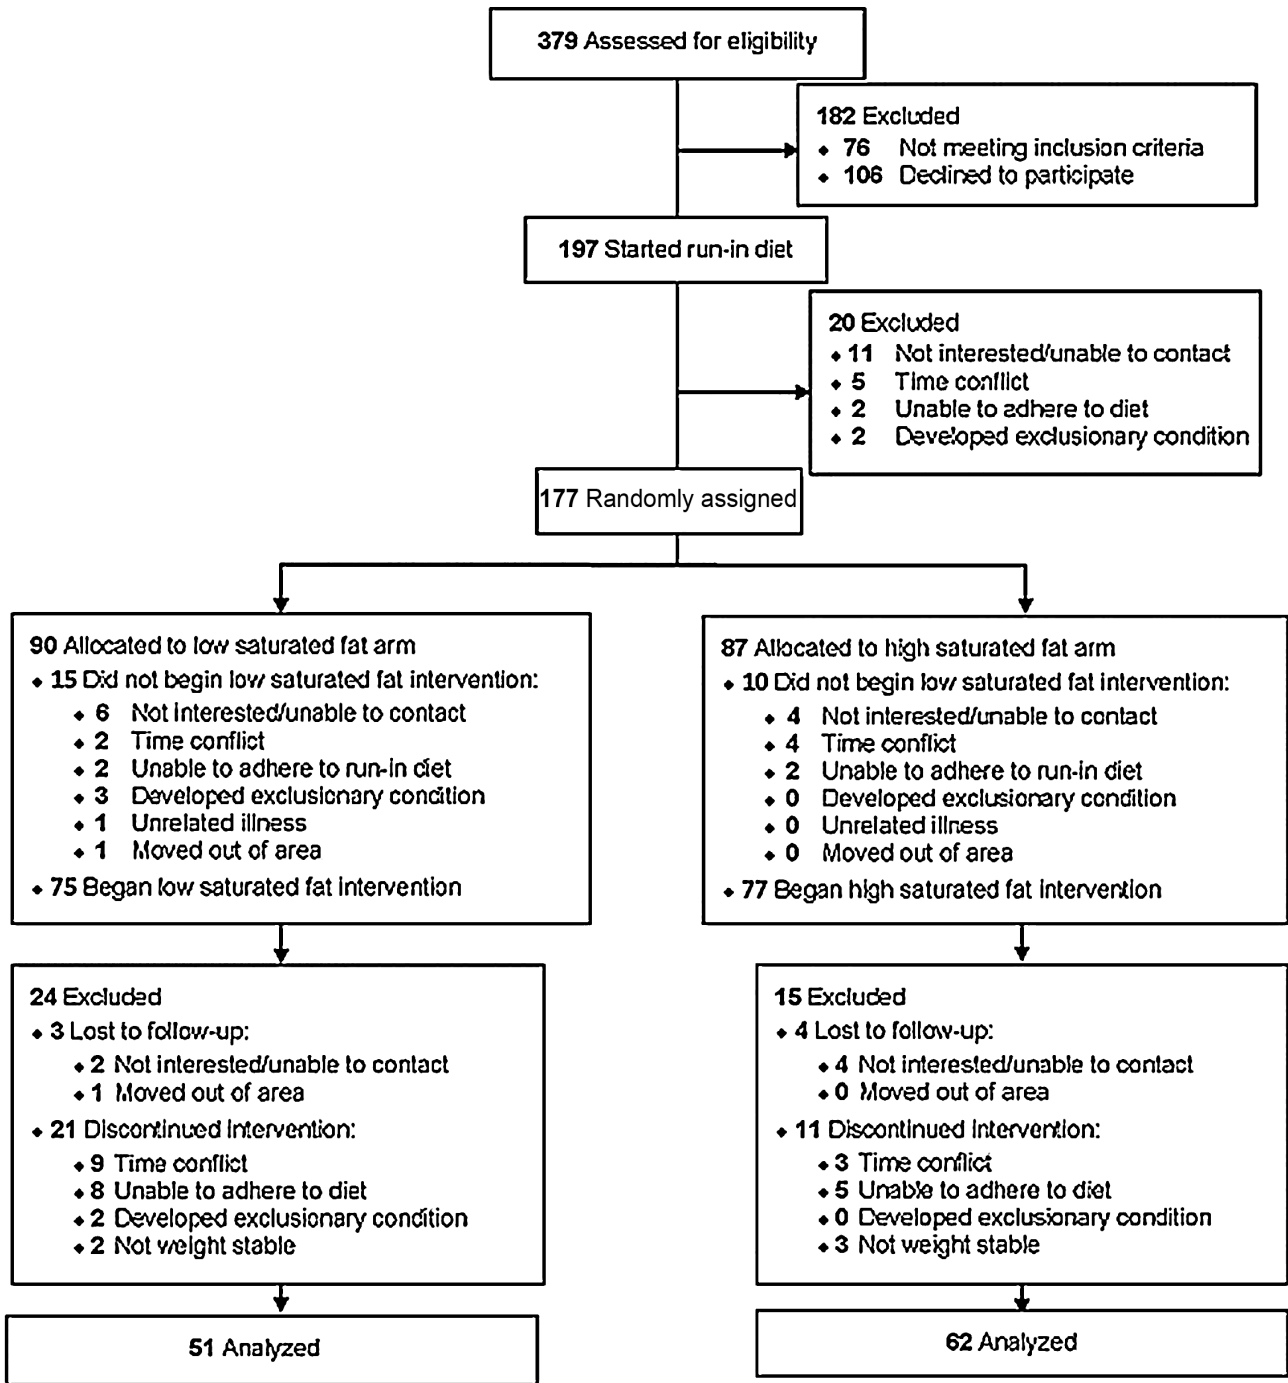 379 Assessed for eligibility
182 Excluded
♦ 76 Not meeting inclusion criteria
♦ 106 Declined to participate
197 Started run-in diet
20 Excluded
♦ 11 Not interested/unable to contact
♦ 5 Time conflict
♦ 2 Unable to adhere to diet
♦ 2 Developed exclusionary condition
177 Randomly assigned
90 Allocated to low saturated fat arm
♦ 15 Did not begin low saturated fat intervention:
♦ 6 Not interested/unable to contact
♦ 2 Time conflict
♦ 2 Unable to adhere to run-in diet
♦ 3 Developed exclusionary condition
♦ 1 Unrelated illness
♦ 1 Moved out of area
♦ 75 Began low saturated fat intervention
87 Allocated to high saturated fat arm
♦ 10 Did not begin low saturated fat intervention:
♦ 4 Not interested/unable to contact
♦ 4 Time conflict
♦ 2 Unable to adhere to run-in diet
♦ 0 Developed exclusionary condition
♦ 0 Unrelated illness
♦ 0 Moved out of area
♦ 77 Began high saturated fat intervention
24 Excluded
♦ 3 Lost to follow-up:
♦ 2 Not interested/unable to contact
♦ 1 Moved out of area
♦ 21 Discontinued intervention:
♦ 9 Time conflict
♦ 8 Unable to adhere to diet
♦ 2 Developed exclusionary condition
♦ 2 Not weight stable
15 Excluded
♦ 4 Lost to follow-up:
♦ 4 Not interested/unable to contact
♦ 0 Moved out of area
♦ 11 Discontinued intervention:
♦ 3 Time conflict
♦ 5 Unable to adhere to diet
♦ 0 Developed exclusionary condition
♦ 3 Not weight stable
51 Analyzed
62 Analyzed